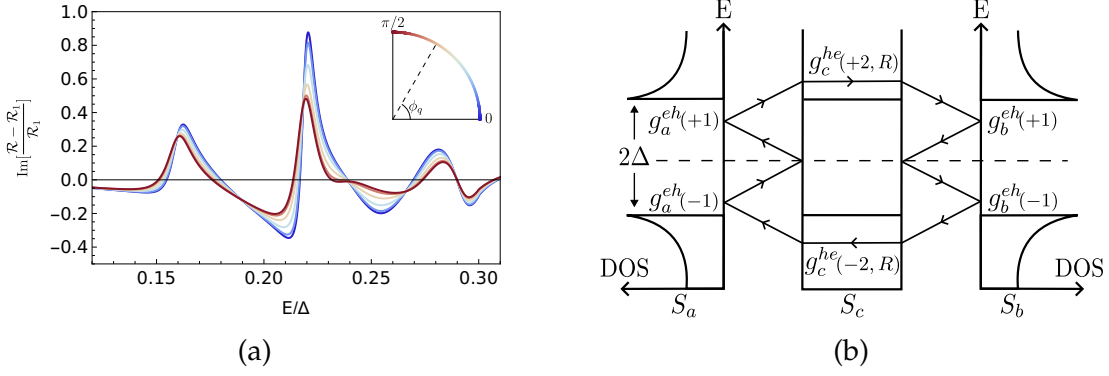 1.0
0.8
0.6
0.4
0.2
0.0
−0.2
−0.4
Im[(ℛ − ℛ₁)/ℛ₁]
0.15
0.20
0.25
0.30
E/Δ
π/2
ϕ_q
0
(a)
E
E
g_c^{he}(+2, R)
g_a^{eh}(+1)
g_b^{eh}(+1)
2Δ
g_a^{eh}(-1)
g_b^{eh}(-1)
g_c^{he}(−2, R)
DOS
DOS
S_a
S_c
S_b
(b)